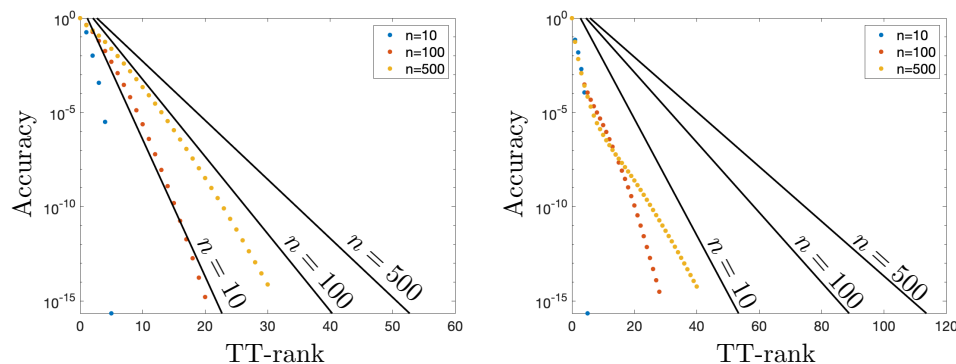 10^0
10^-5
10^-10
10^-15
Accuracy
n=10
n=100
n=500
n = 10
n = 100
n = 500
0 10 20 30 40 50 60
TT-rank
10^0
10^-5
10^-10
10^-15
Accuracy
n=10
n=100
n=500
n = 10
n = 100
n = 500
0 20 40 60 80 100 120
TT-rank